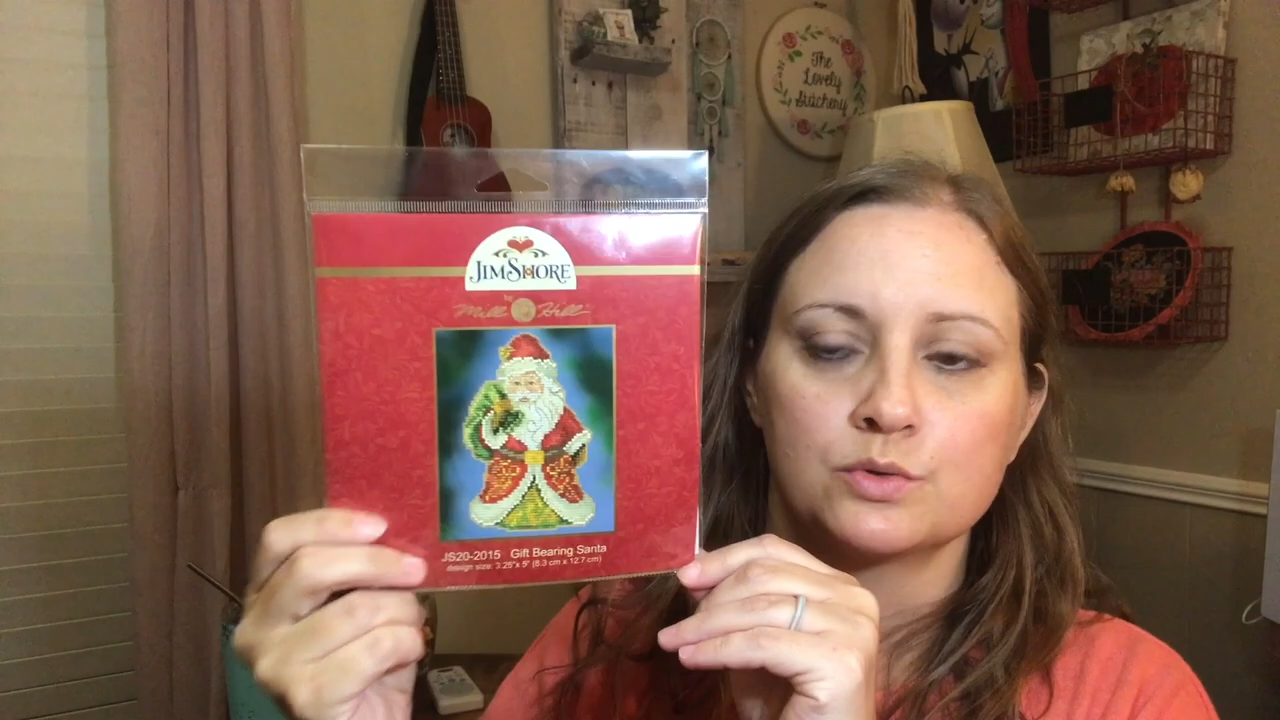 The
Lovely
Stitchery
JIM SHORE
by
Mill Hill
JS20-2015 Gift Bearing Santa
design size: 3.25"x 5" (8.3 cm x 12.7 cm)